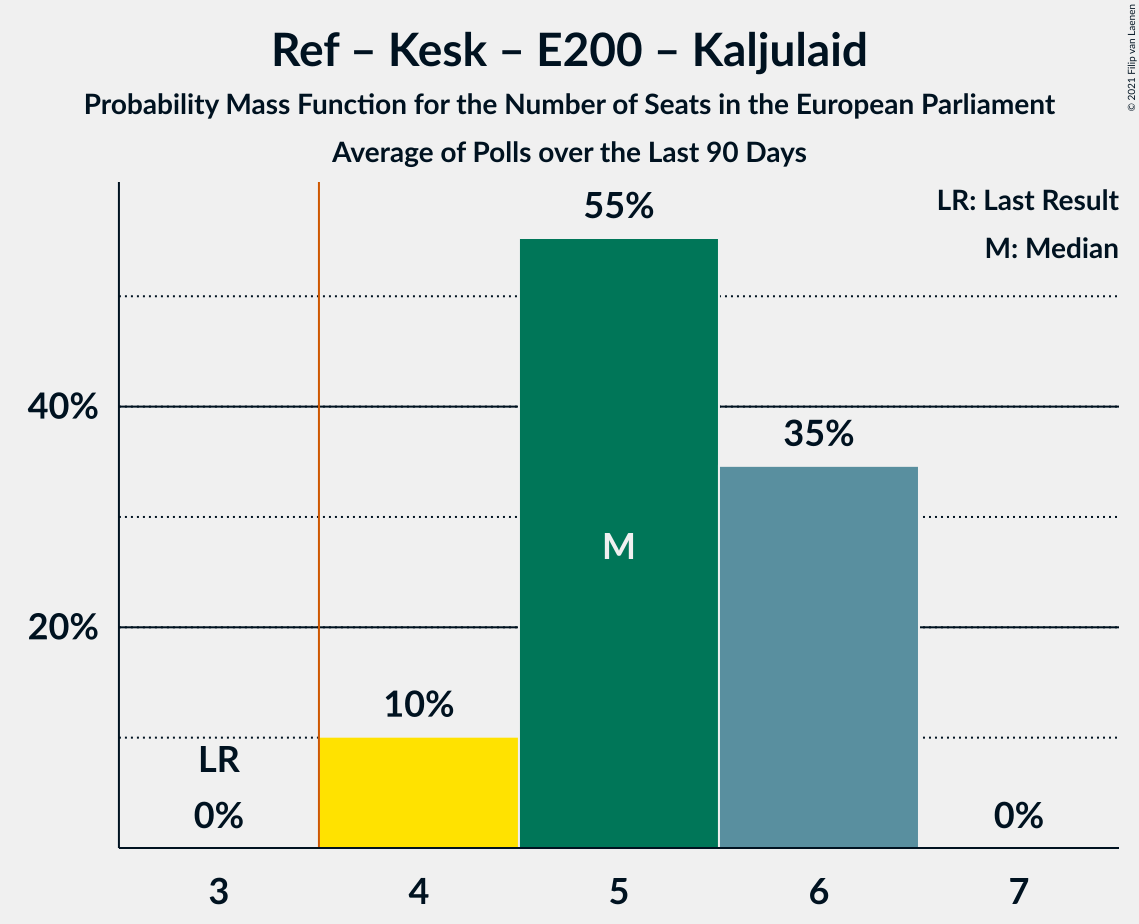 Ref – Kesk – E200 – Kaljulaid
Probability Mass Function for the Number of Seats in the European Parliament
Average of Polls over the Last 90 Days
© 2021 Filip van Laenen
LR: Last Result
M: Median
55%
40%
35%
M
20%
10%
LR
0%
0%
3 4 5 6 7